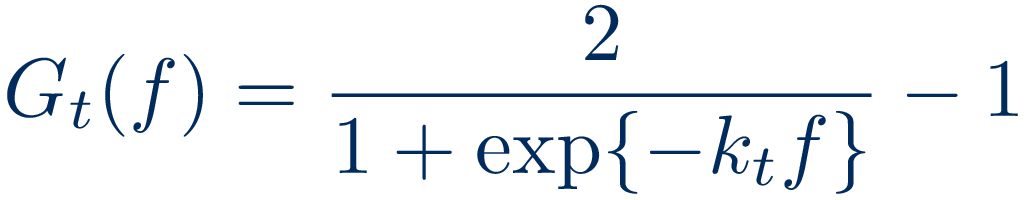 G_t(f) = \frac{2}{1 + \exp\{-k_t f\}} - 1